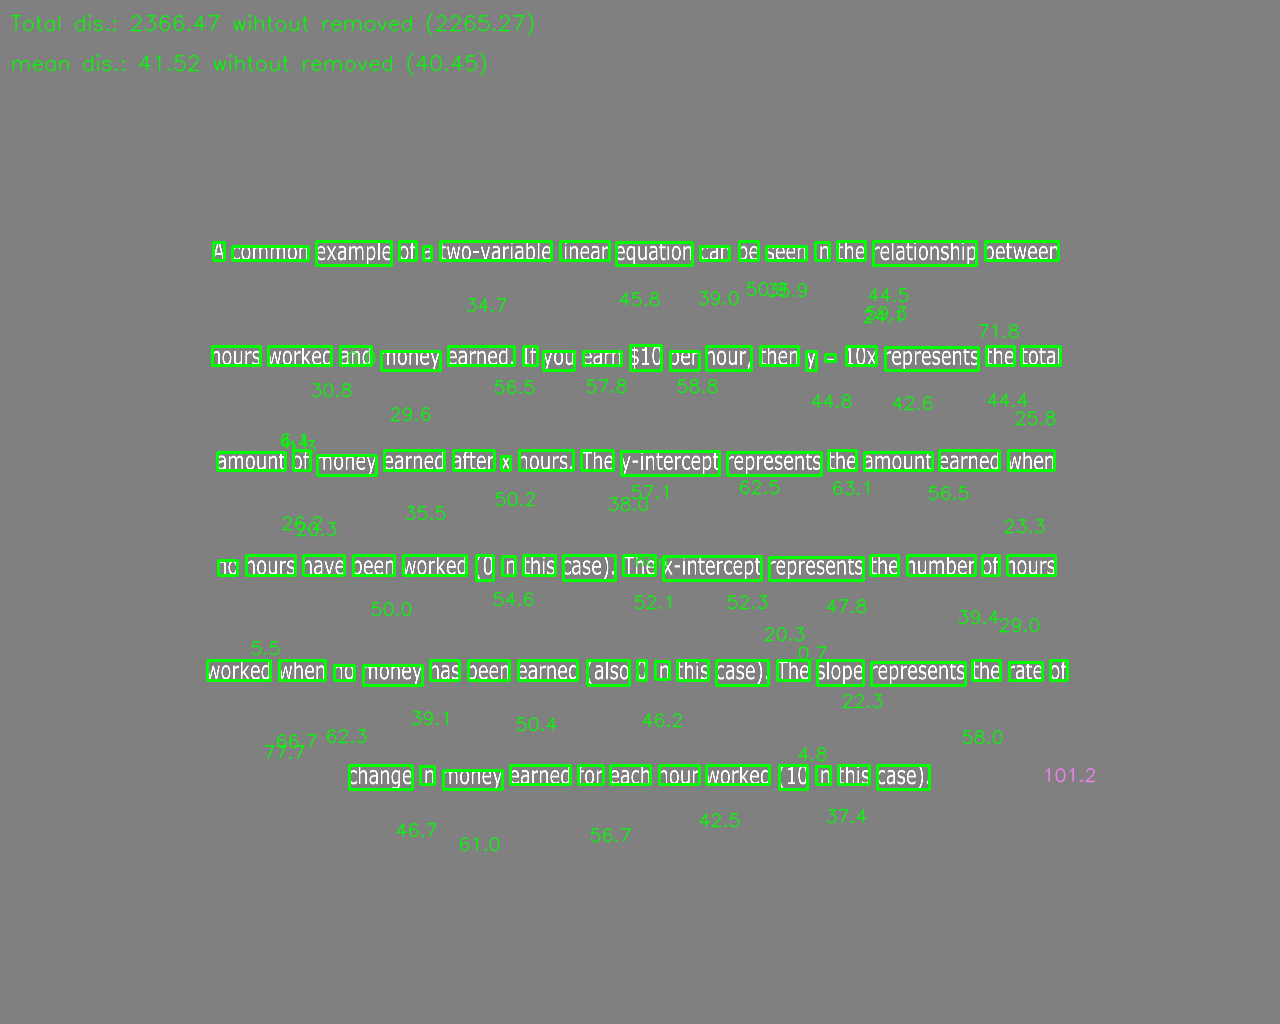 Total dis.: 2366.47 wihtout removed (2265.27)
mean dis.: 41.52 wihtout removed (40.45)
A common example of a two-variable linear equation can be seen in the relationship between
34.7 45.8 39.0 35.9 44.5
71.8
hours worked and money earned. If you earn $10 per hour, then y = 10x represents the total
30.8 29.6 56.5 57.8 58.8 44.8 42.6 44.4 25.8
amount of money earned after x hours. The y-intercept represents the amount earned when
35.5 50.2 38.0 57.1 62.5 63.1 56.5 23.3
26.2 20.3
no hours have been worked (0 in this case). The x-intercept represents the number of hours
50.0 54.6 52.1 52.3 47.8 39.4 29.0
5.5 20.3 0.7
worked when no money has been earned (also 0 in this case). The slope represents the rate of
77.7 66.7 62.3 39.1 50.4 46.2 4.8 22.3 58.0
change in money earned for each hour worked (10 in this case). 101.2
46.7 61.0 56.7 42.5 37.4